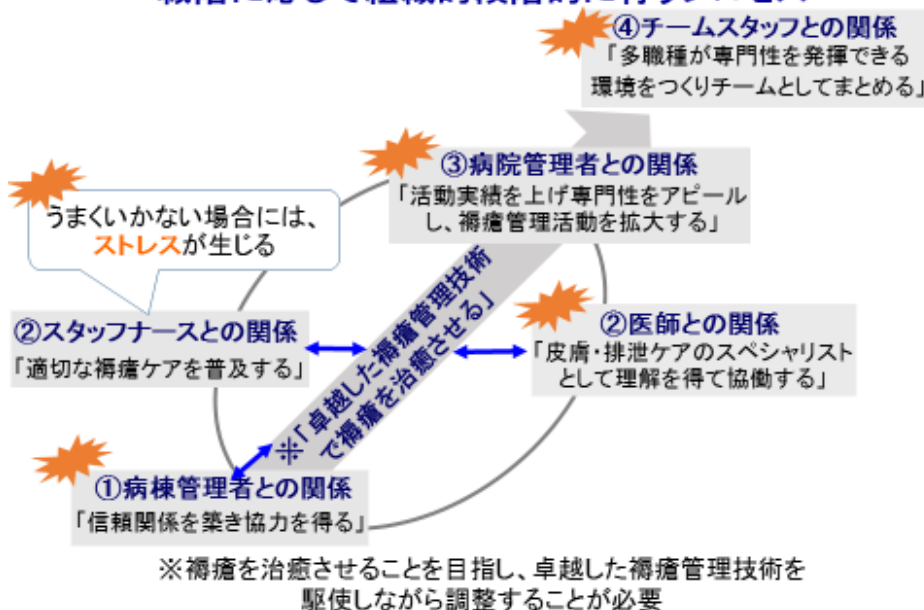 ④チームスタッフとの関係
「多職種が専門性を発揮できる
環境をつくりチームとしてまとめる」
③病院管理者との関係
「活動実績を上げ専門性をアピール
し、褥瘡管理活動を拡大する」
うまくいかない場合には、
ストレスが生じる
②スタッフナースとの関係
「適切な褥瘡ケアを普及する」
※「卓越した褥瘡管理技術
で褥瘡を治癒させる」
②医師との関係
「皮膚・排泄ケアのスペシャリスト
として理解を得て協働する」
①病棟管理者との関係
「信頼関係を築き協力を得る」
※褥瘡を治癒させることを目指し、卓越した褥瘡管理技術を
駆使しながら調整することが必要